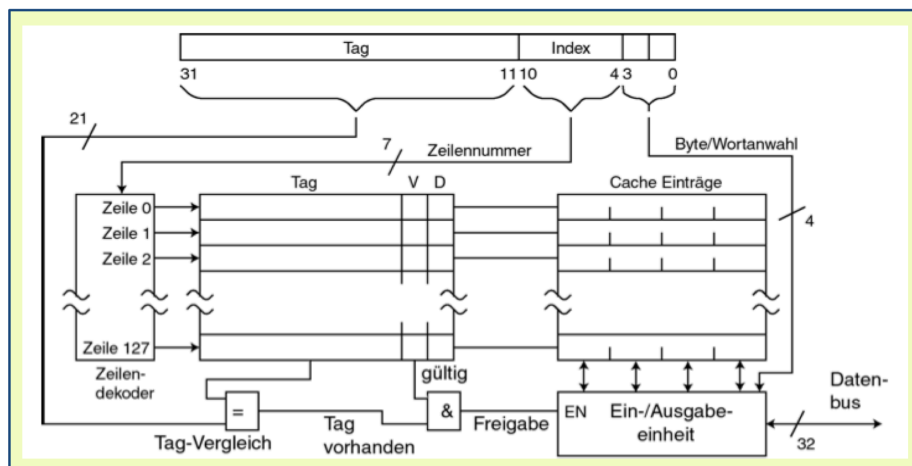 Tag Index
31 11 10 4 3 0
21
7 Zeilennummer
Byte/Wortanwahl
Tag V D
Cache Einträge
4
Zeile 0
Zeile 1
Zeile 2
Zeile 127
Zeilen-
dekoder
gültig
= & EN Ein-/Ausgabe-
einheit
Daten-
bus
32
Tag-Vergleich
Tag
vorhanden
Freigabe